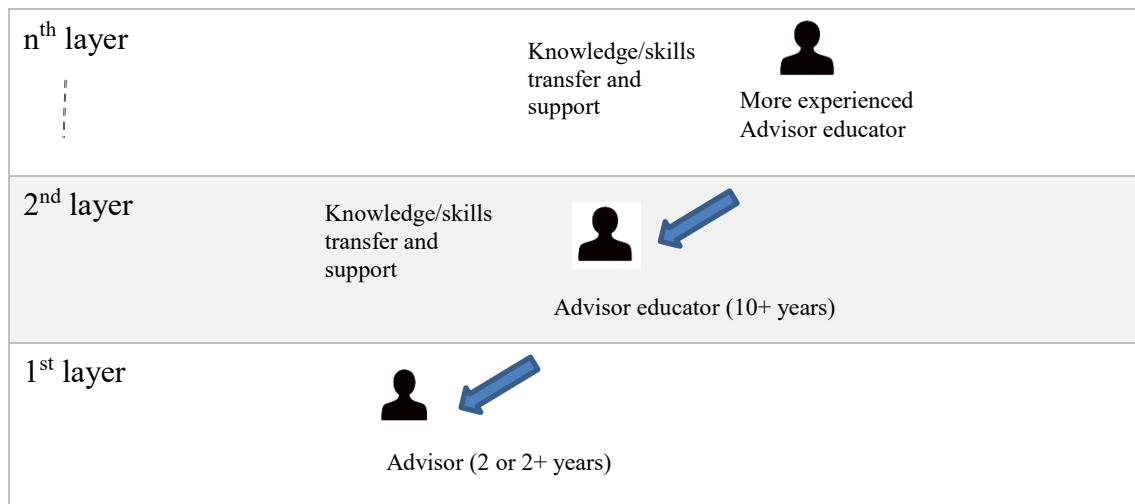 nth layer
Knowledge/skills
transfer and
support
More experienced
Advisor educator
2nd layer
Knowledge/skills
transfer and
support
Advisor educator (10+ years)
1st layer
Advisor (2 or 2+ years)